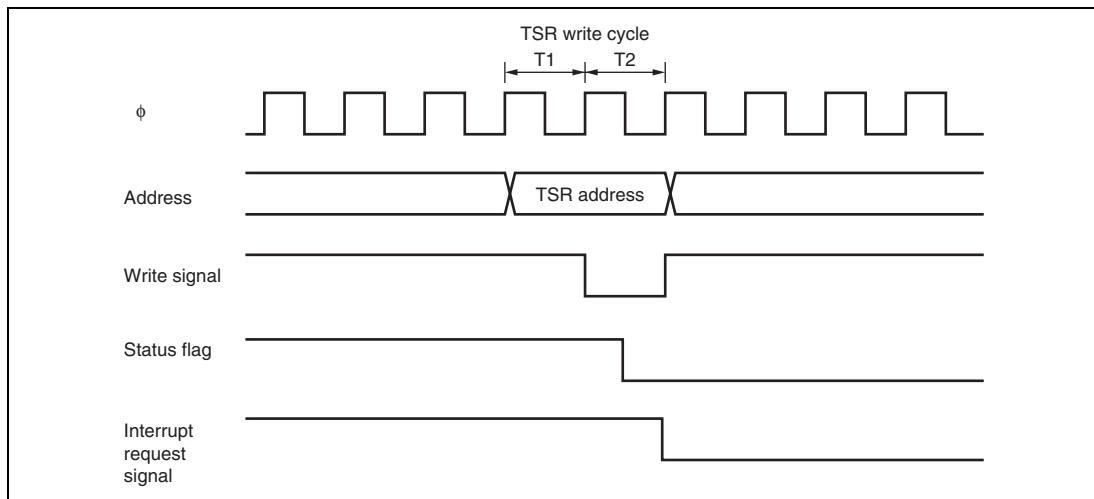 TSR write cycle
T1 T2
ϕ
Address
TSR address
Write signal
Status flag
Interrupt
request
signal